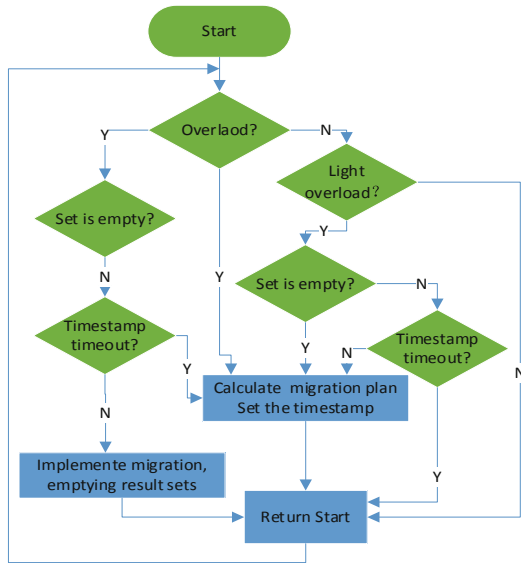 Start
Overlaod?
Y
N
Light
overload?
Set is empty?
Y
N
Y
Set is empty?
N
Timestamp
timeout?
Y
Y
N
Timestamp
timeout?
N
N
Y
Calculate migration plan
Set the timestamp
Implemente migration,
emptying result sets
Y
Return Start